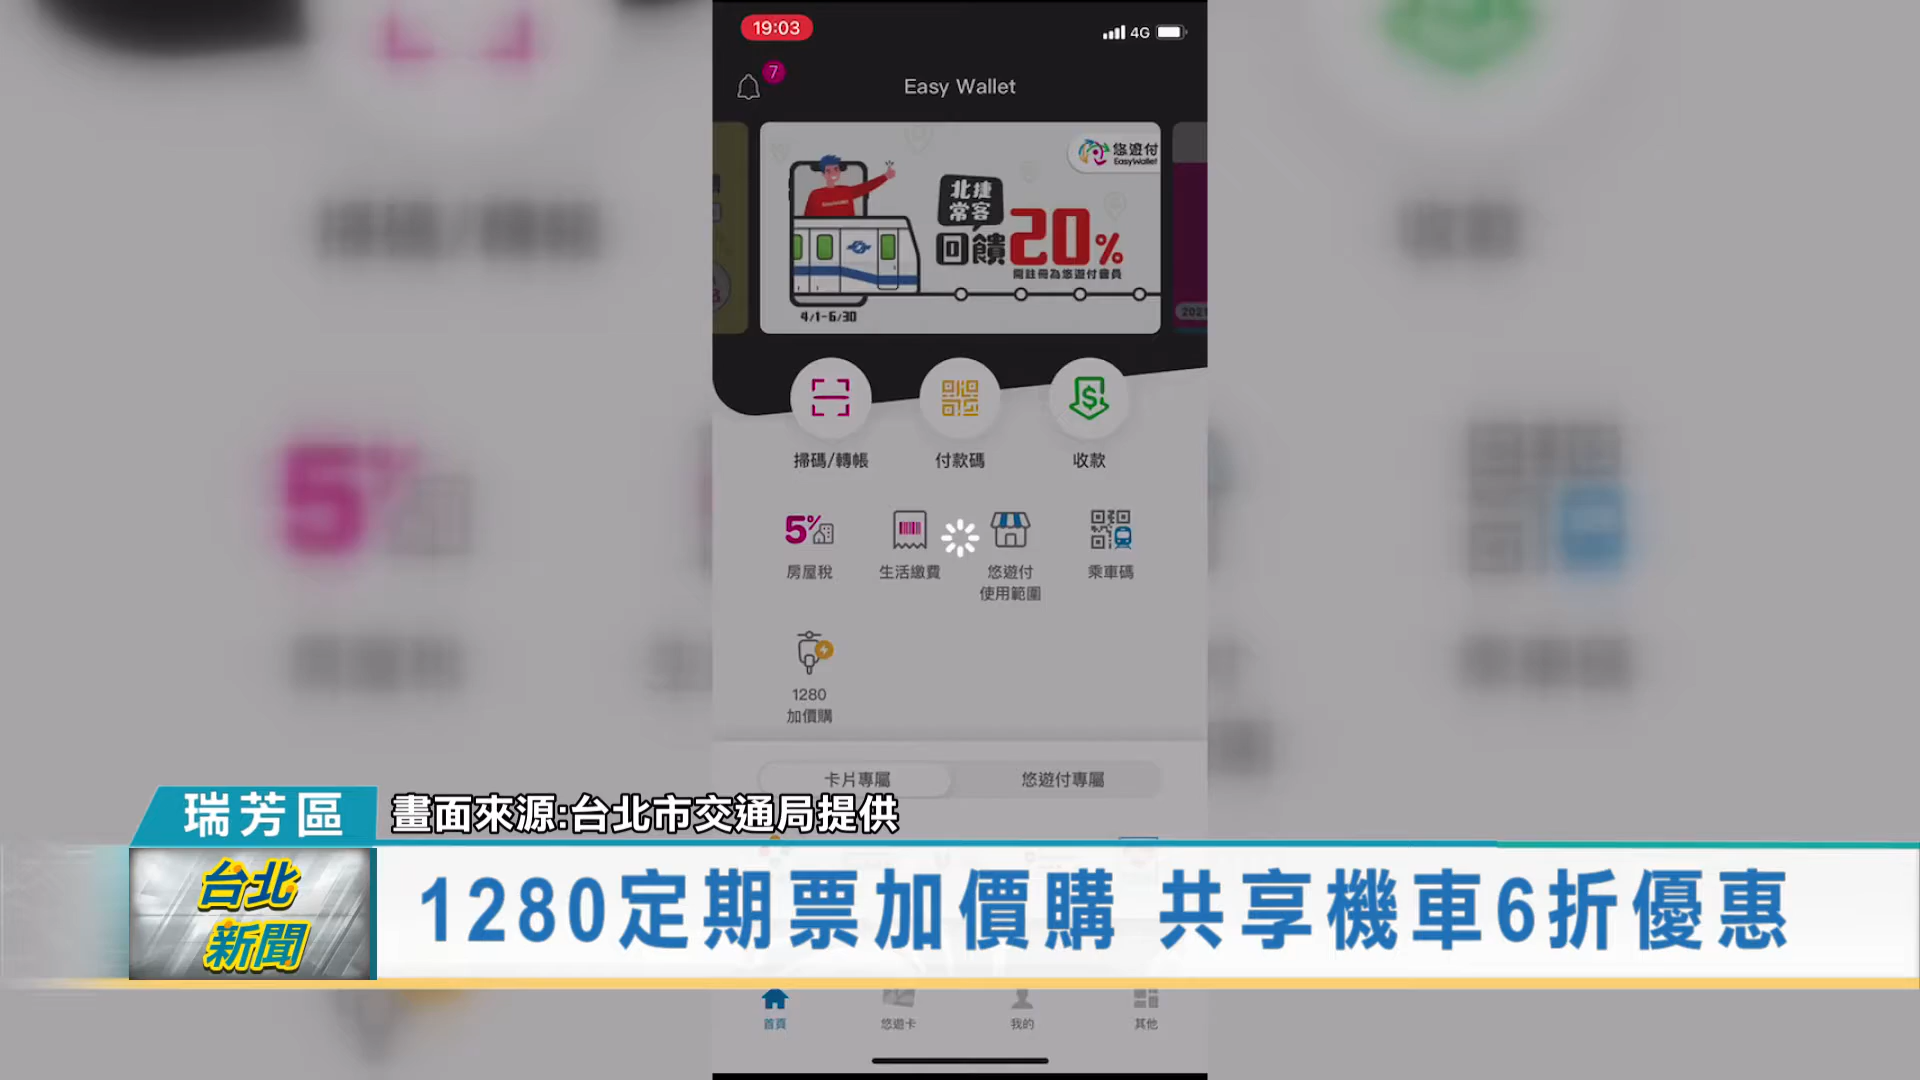 19:03
4G
7
Easy Wallet
悠遊付
EasyWallet
北捷
常客
回饋20%
限註冊為悠遊付會員
4/1-6/30
掃碼/轉帳
付款碼
收款
5%
房屋稅
生活繳費
悠遊付
使用範圍
乘車碼
1280
加價購
卡片專屬
悠遊付專屬
瑞芳區
畫面來源:台北市交通局提供
台北
新聞
1280定期票加價購 共享機車6折優惠
首頁
悠遊卡
我的
其他